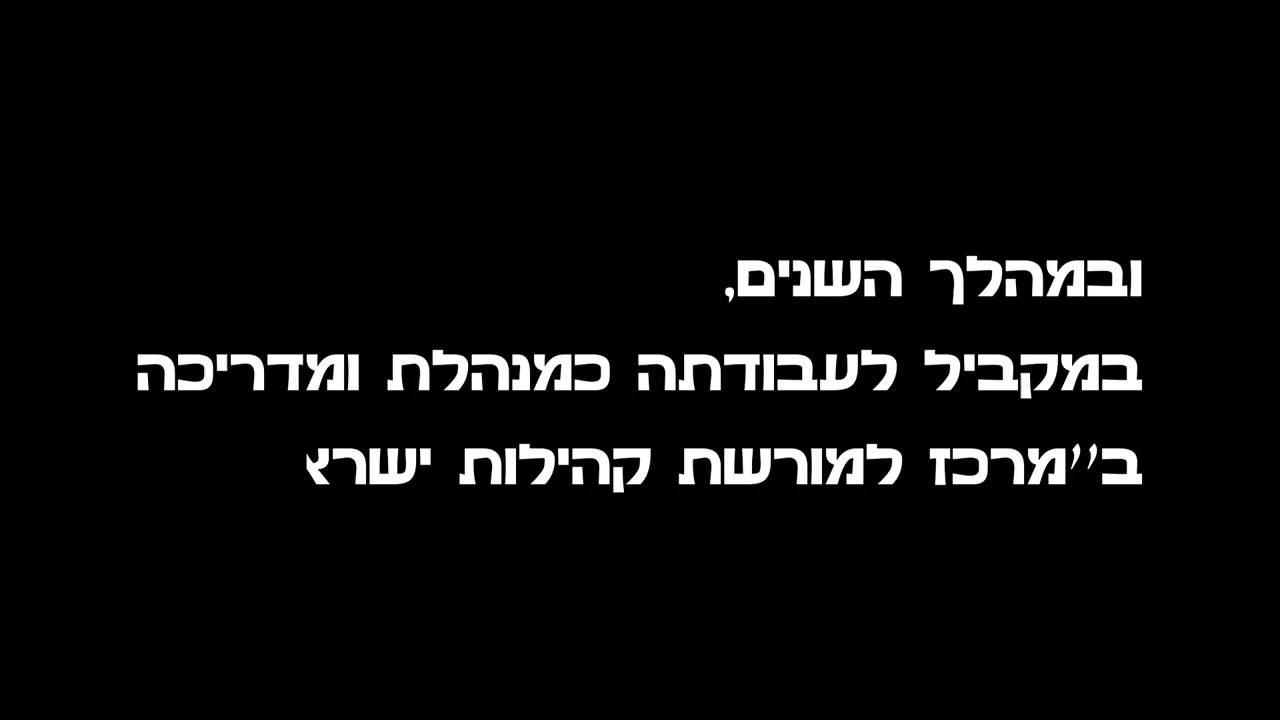 ובמהלך השנים,
במקביל לעבודתה כמנהלת ומדריכה
ב"מרכז למורשת קהילות ישרא